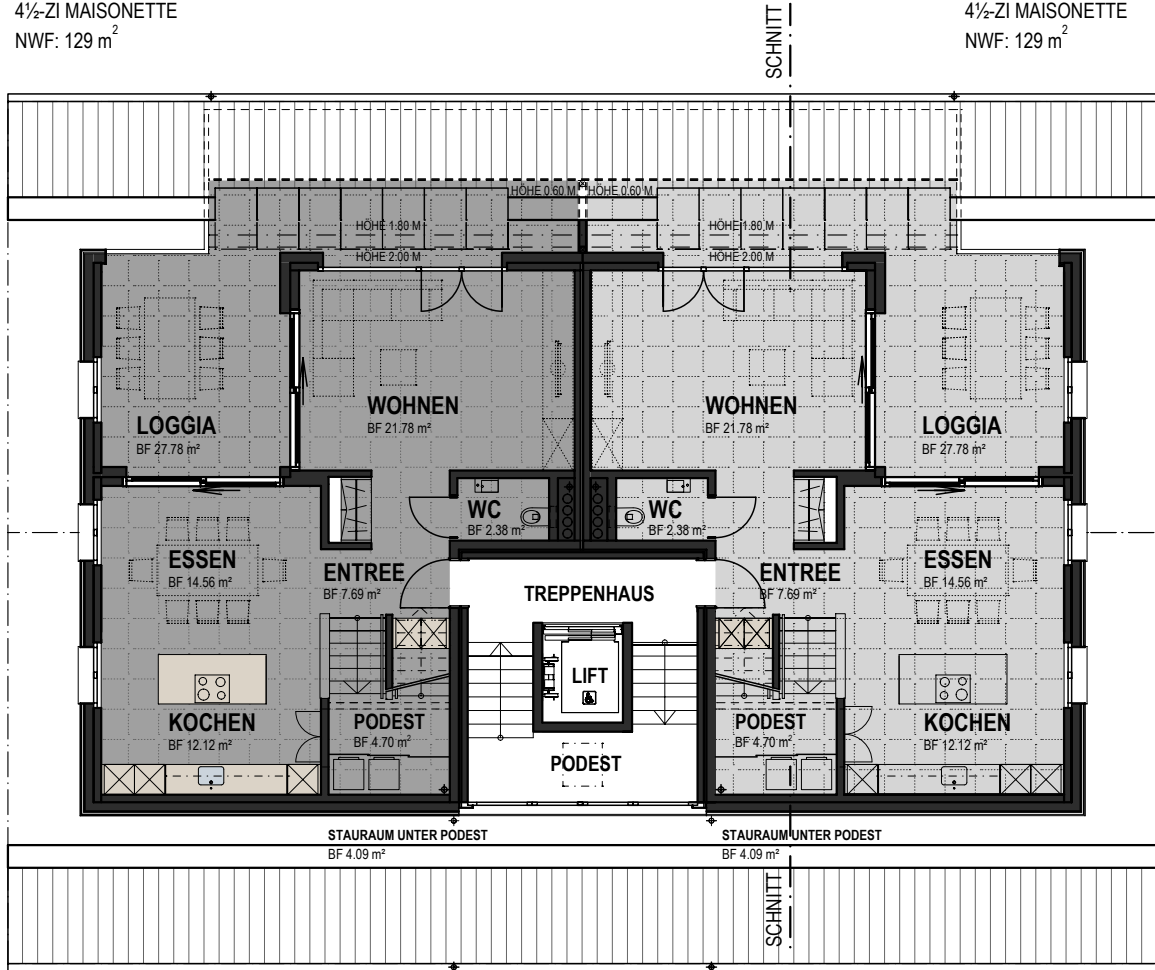 4½-ZI MAISONETTE
NWF: 129 m²
SCHNITT
4½-ZI MAISONETTE
NWF: 129 m²
HÖHE 0.60 M
HÖHE 0.60 M
HÖHE 1.80 M
HÖHE 1.80 M
HÖHE 2.00 M
HÖHE 2.00 M
LOGGIA
BF 27.78 m²
WOHNEN
BF 21.78 m²
WOHNEN
BF 21.78 m²
LOGGIA
BF 27.78 m²
WC
BF 2.38 m²
WC
BF 2.38 m²
ESSEN
BF 14.56 m²
ENTREE
BF 7.69 m²
TREPPENHAUS
ENTREE
BF 7.69 m²
ESSEN
BF 14.56 m²
LIFT
KOCHEN
BF 12.12 m²
PODEST
BF 4.70 m²
PODEST
PODEST
BF 4.70 m²
KOCHEN
BF 12.12 m²
STAURAUM UNTER PODEST
BF 4.09 m²
STAURAUM UNTER PODEST
BF 4.09 m²
SCHNITT